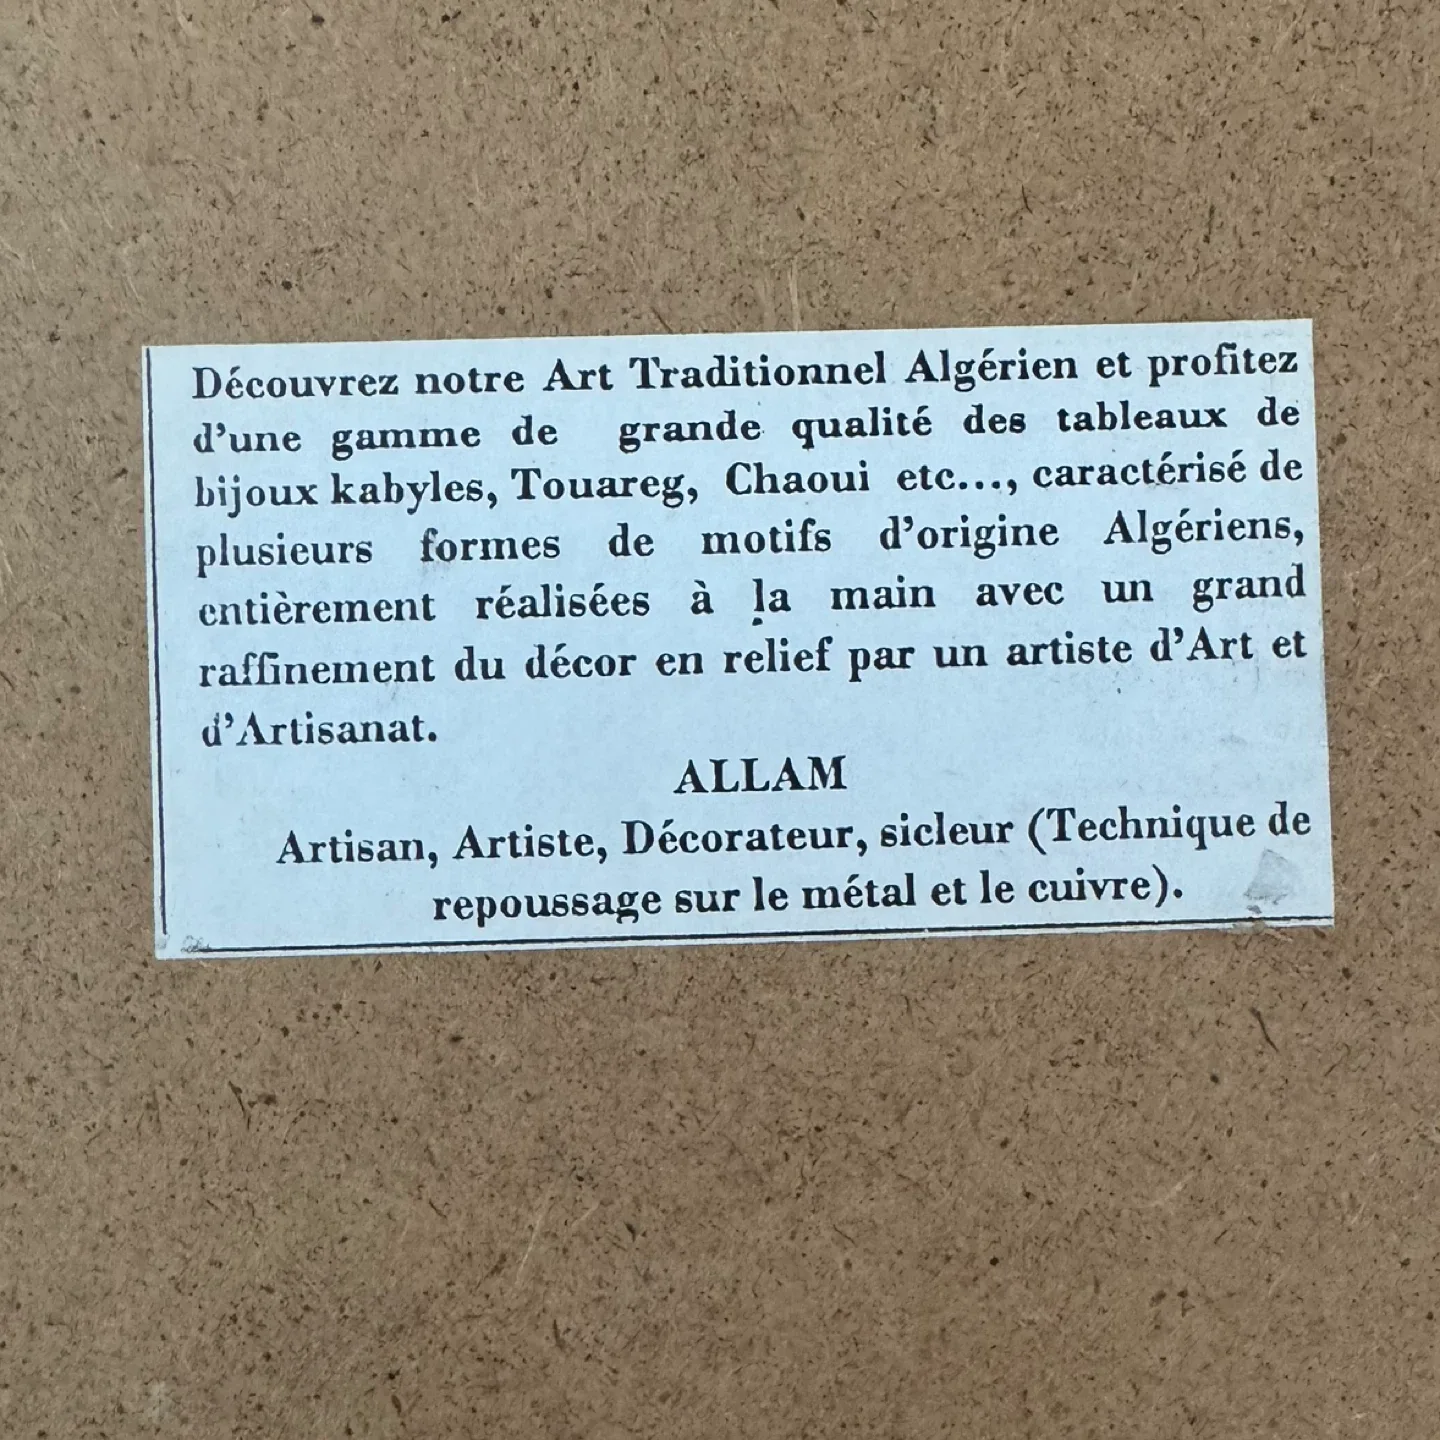 Découvrez notre Art Traditionnel Algérien et profitez
d'une gamme de grande qualité des tableaux de
bijoux kabyles, Touareg, Chaoui etc..., caractérisé de
plusieurs formes de motifs d'origine Algériens,
entièrement réalisées à la main avec un grand
raffinement du décor en relief par un artiste d'Art et
d'Artisanat.
ALLAM
Artisan, Artiste, Décorateur, sicleur (Technique de
repoussage sur le métal et le cuivre).